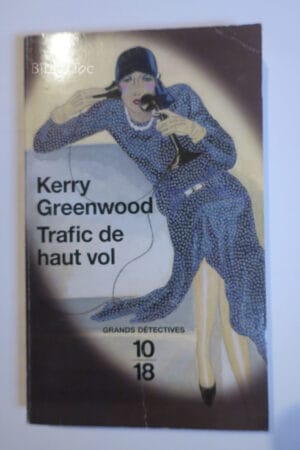 Kerry
Greenwood
Trafic de
haut vol
GRANDS DÉTECTIVES
10
18